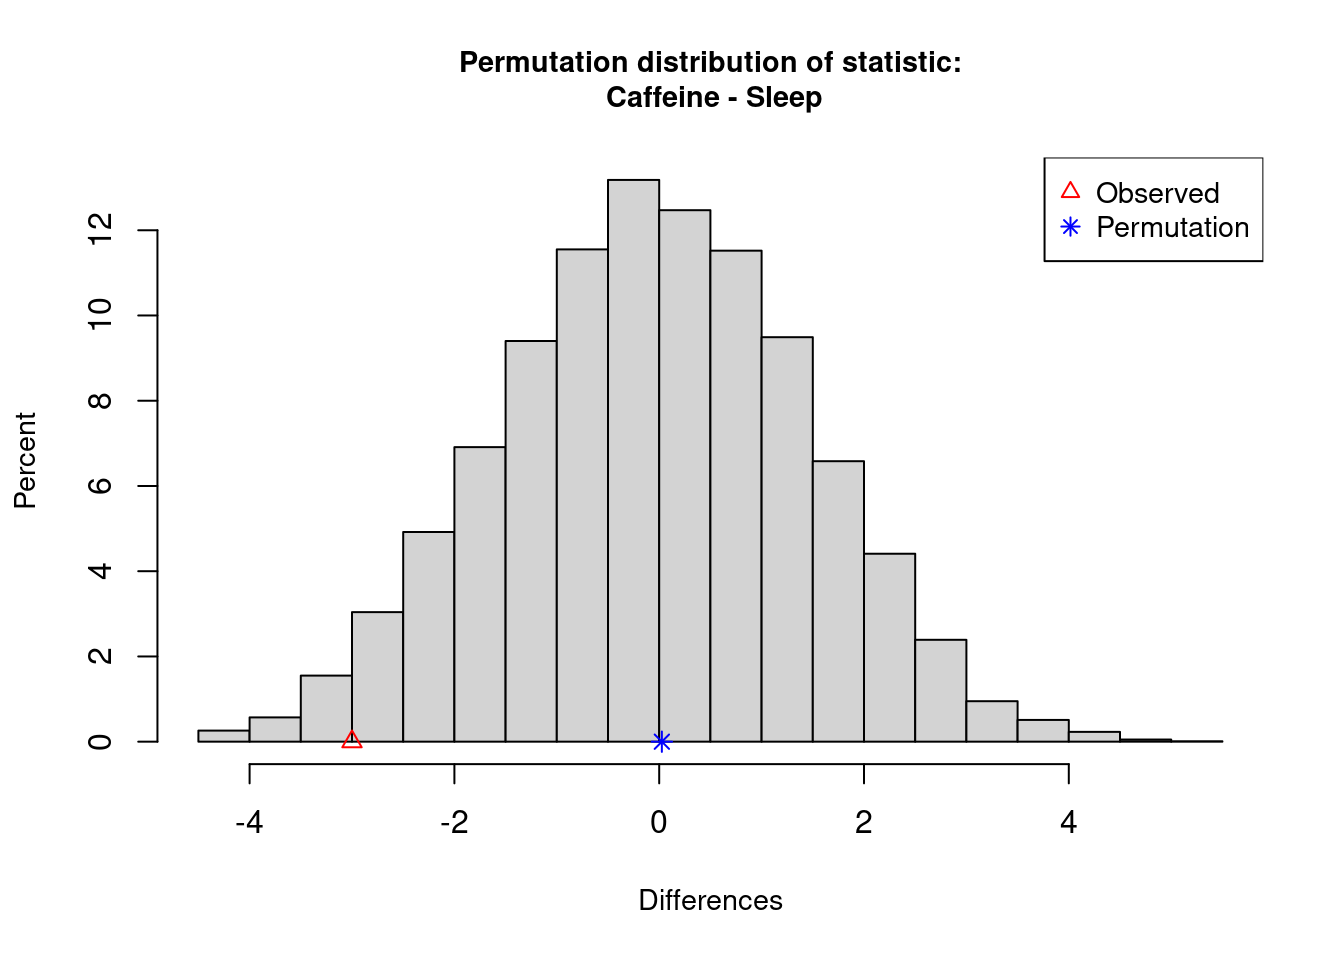 Permutation distribution of statistic:
Caffeine - Sleep
Observed
Permutation
Percent
12
10
8
6
4
2
0
-4 -2 0 2 4
Differences